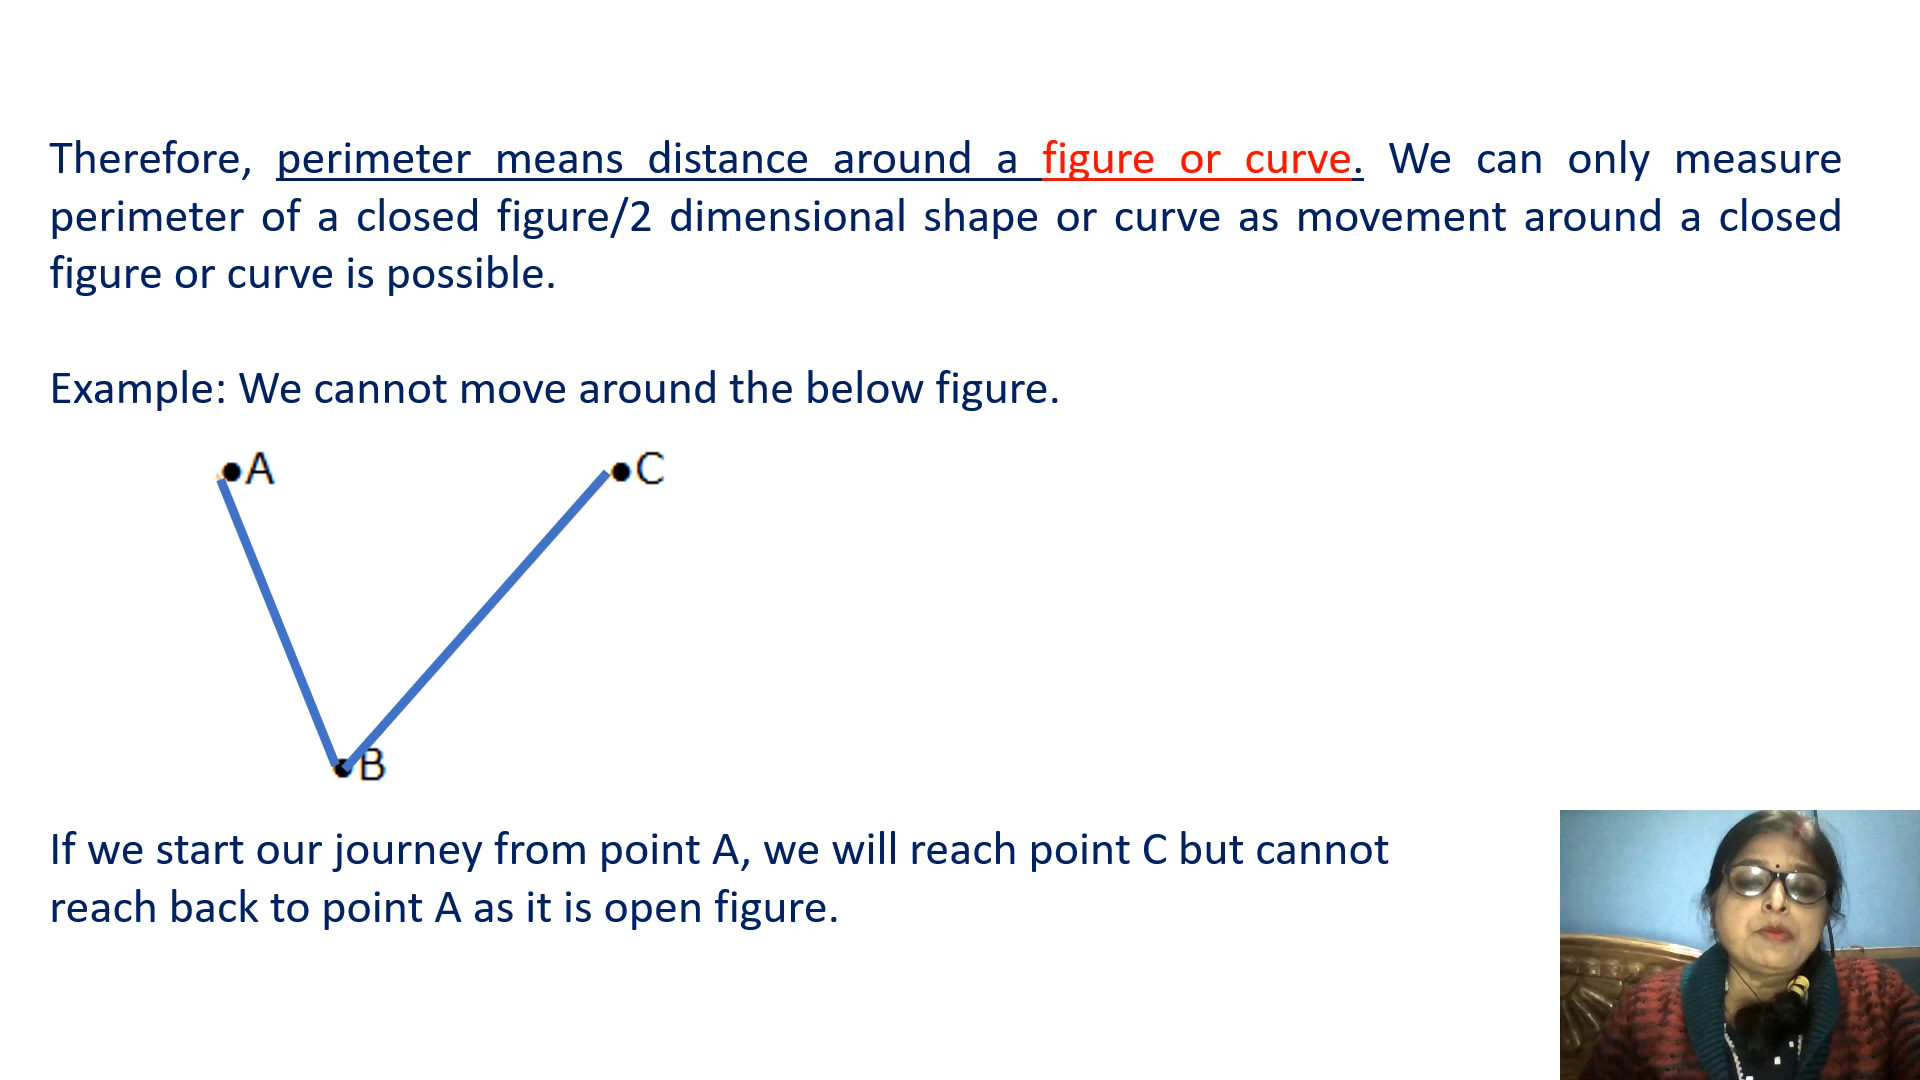 Therefore, perimeter means distance around a figure or curve. We can only measure
perimeter of a closed figure/2 dimensional shape or curve as movement around a closed
figure or curve is possible.
Example: We cannot move around the below figure.
A
C
B
If we start our journey from point A, we will reach point C but cannot
reach back to point A as it is open figure.